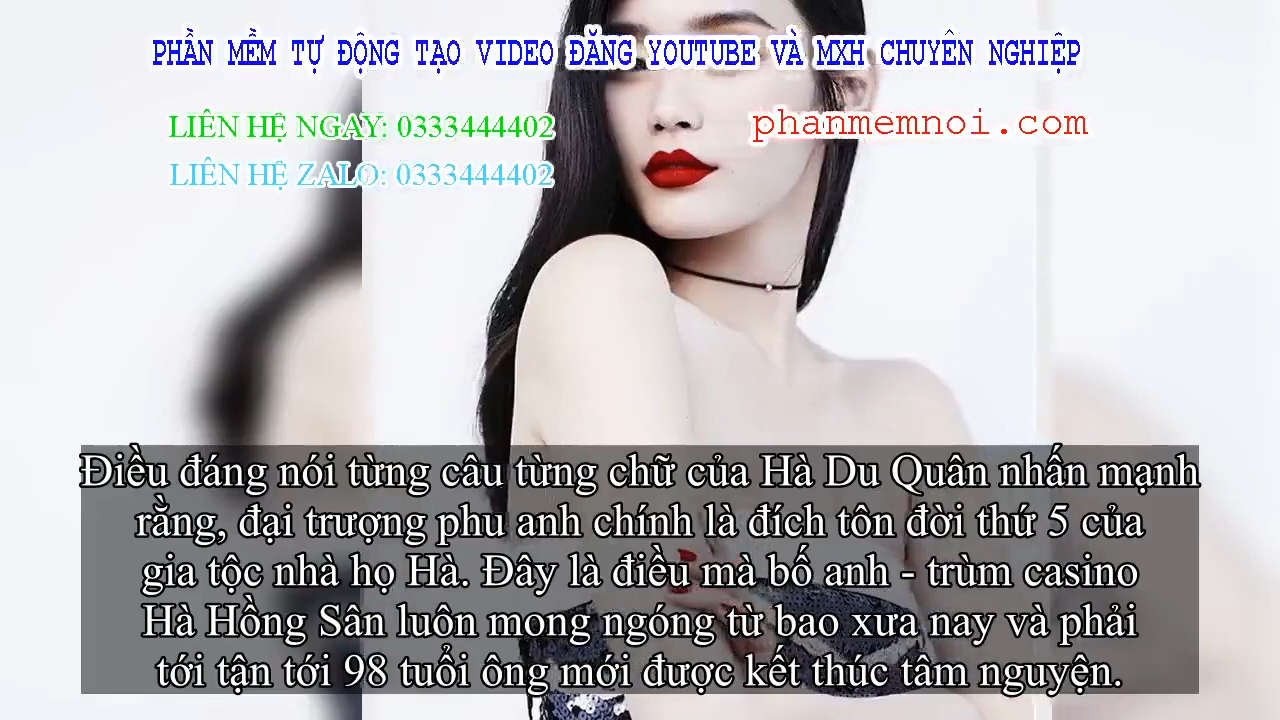 PHẦN MỀM TỰ ĐỘNG TẠO VIDEO ĐĂNG YOUTUBE VÀ MXH CHUYÊN NGHIỆP
LIÊN HỆ NGAY: 0333444402
phanmemnoi.com
LIÊN HỆ ZALO: 0333444402
Điều đáng nói từng câu từng chữ của Hà Du Quân nhấn mạnh
rằng, đại trượng phu anh chính là đích tôn đời thứ 5 của
gia tộc nhà họ Hà. Đây là điều mà bố anh - trùm casino
Hà Hồng Sân luôn mong ngóng từ bao xưa nay và phải
tới tận tới 98 tuổi ông mới được kết thúc tâm nguyện.